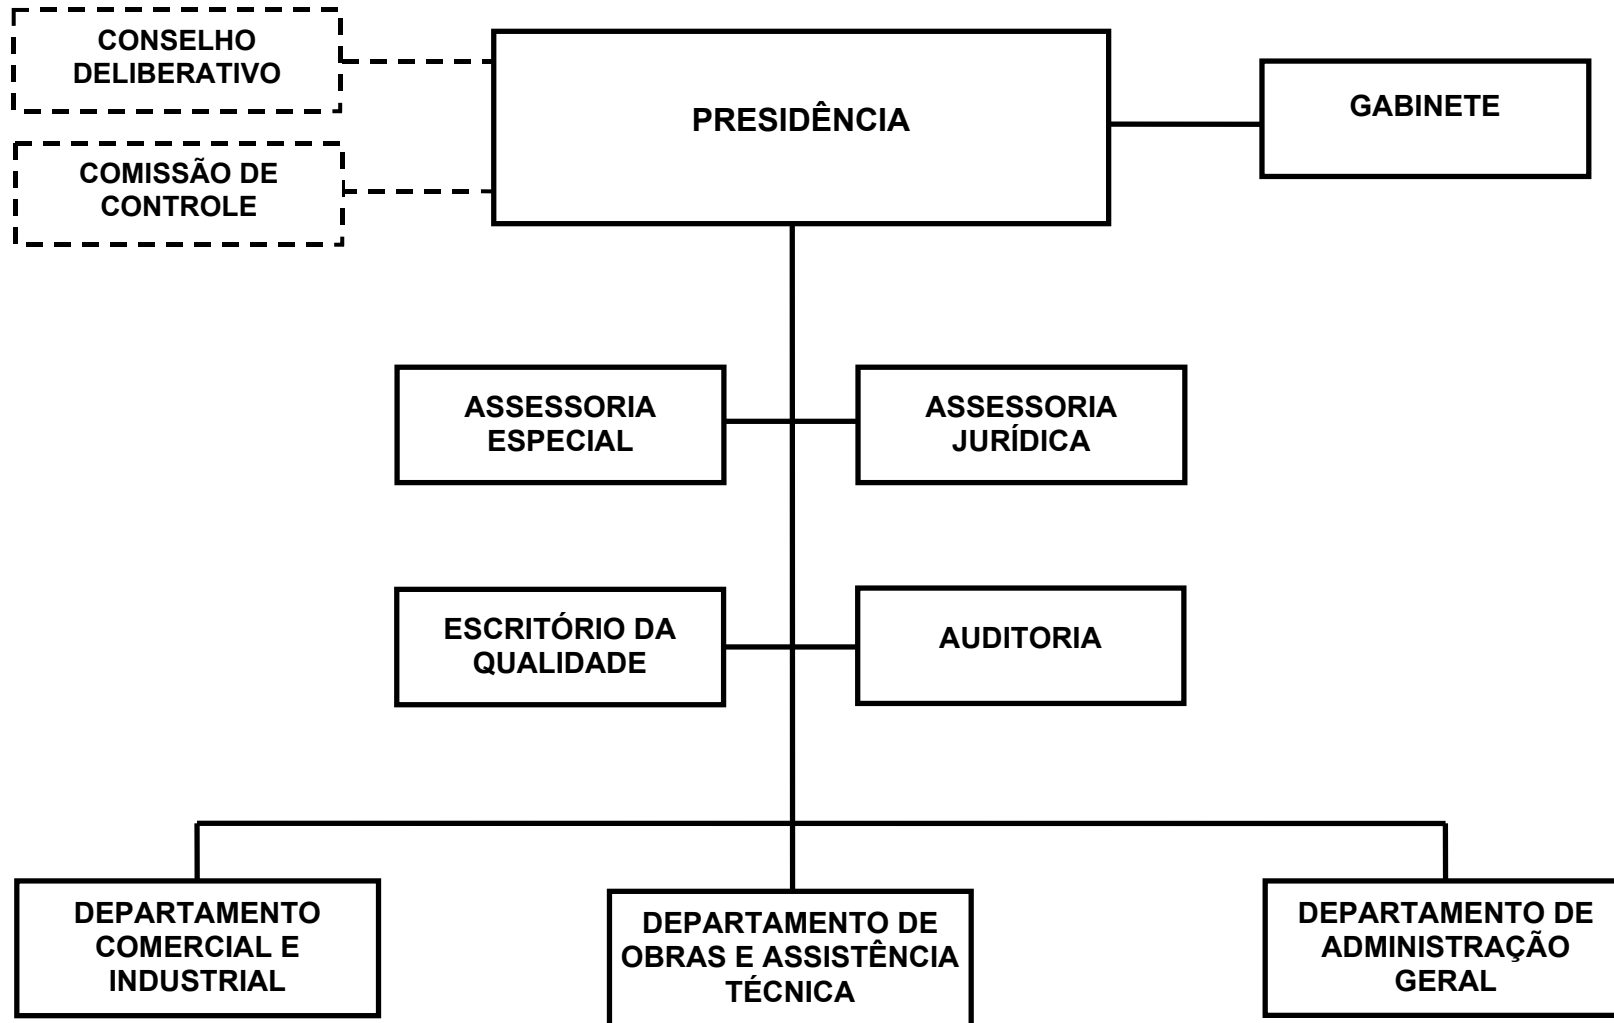 CONSELHO
DELIBERATIVO
PRESIDÊNCIA
GABINETE
COMISSÃO DE
CONTROLE
ASSESSORIA
ESPECIAL
ASSESSORIA
JURÍDICA
ESCRITÓRIO DA
QUALIDADE
AUDITORIA
DEPARTAMENTO
COMERCIAL E
INDUSTRIAL
DEPARTAMENTO DE
OBRAS E ASSISTÊNCIA
TÉCNICA
DEPARTAMENTO DE
ADMINISTRAÇÃO
GERAL